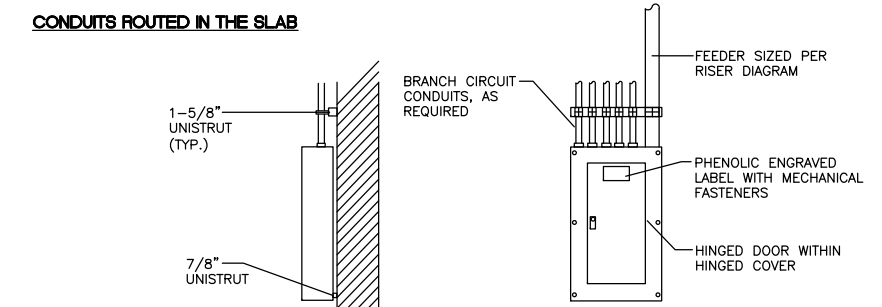 CONDUITS ROUTED IN THE SLAB
FEEDER SIZED PER
RISER DIAGRAM
BRANCH CIRCUIT
CONDUITS, AS
REQUIRED
1-5/8"
UNISTRUT
(TYP.)
PHENOLIC ENGRAVED
LABEL WITH MECHANICAL
FASTENERS
HINGED DOOR WITHIN
HINGED COVER
7/8"
UNISTRUT